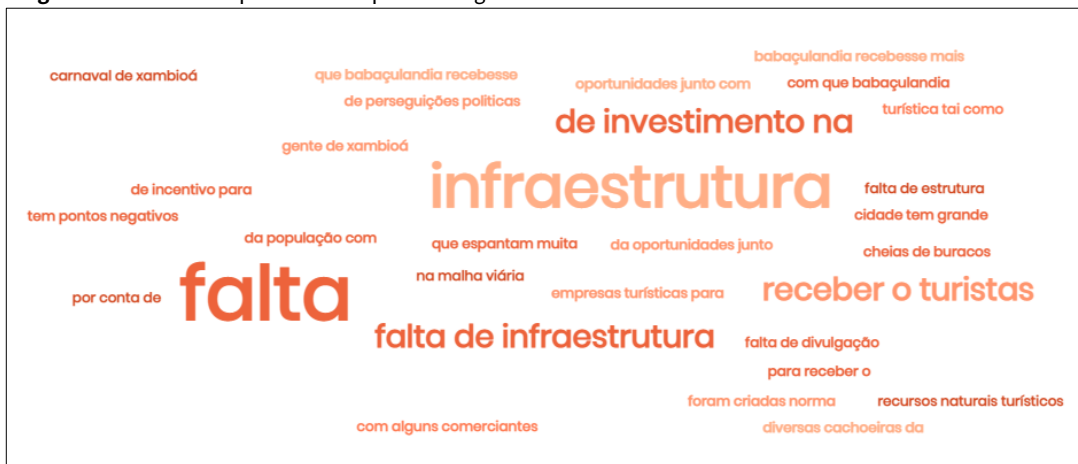 babaçulandia recebesse mais
carnaval de xambioá
que babaçulandia recebesse
oportunidades junto com
com que babaçulandia
de perseguições politicas
turística tai como
de investimento na
gente de xambioá
infraestrutura
de incentivo para
falta de estrutura
tem pontos negativos
cidade tem grande
da população com
que espantam muita
da oportunidades junto
cheias de buracos
na malha viária
por conta de
falta
empresas turísticas para
receber o turistas
falta de infraestrutura
falta de divulgação
para receber o
foram criadas norma
recursos naturais turísticos
com alguns comerciantes
diversas cachoeiras da